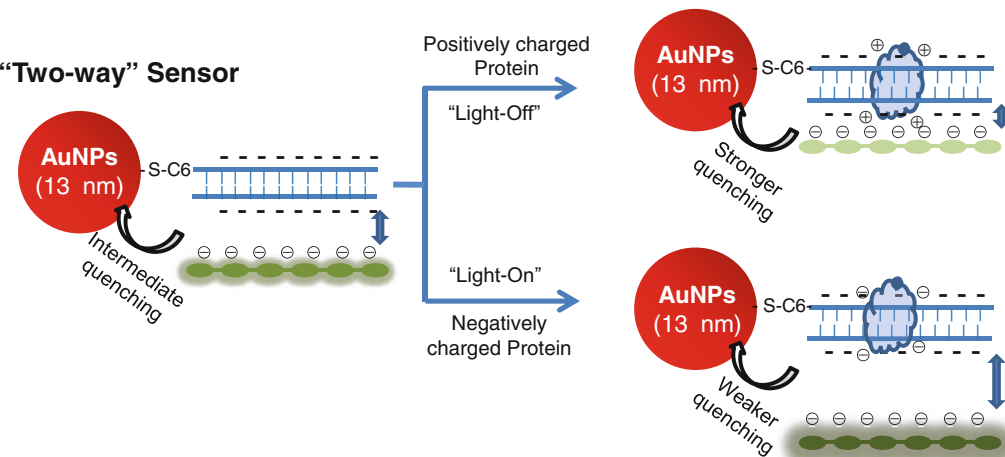 “Two-way” Sensor
AuNPs
(13 nm)
S-C6
Intermediate
quenching
Positively charged
Protein
“Light-Off”
“Light-On”
Negatively
charged Protein
AuNPs
(13 nm)
S-C6
Stronger
quenching
AuNPs
(13 nm)
S-C6
Weaker
quenching